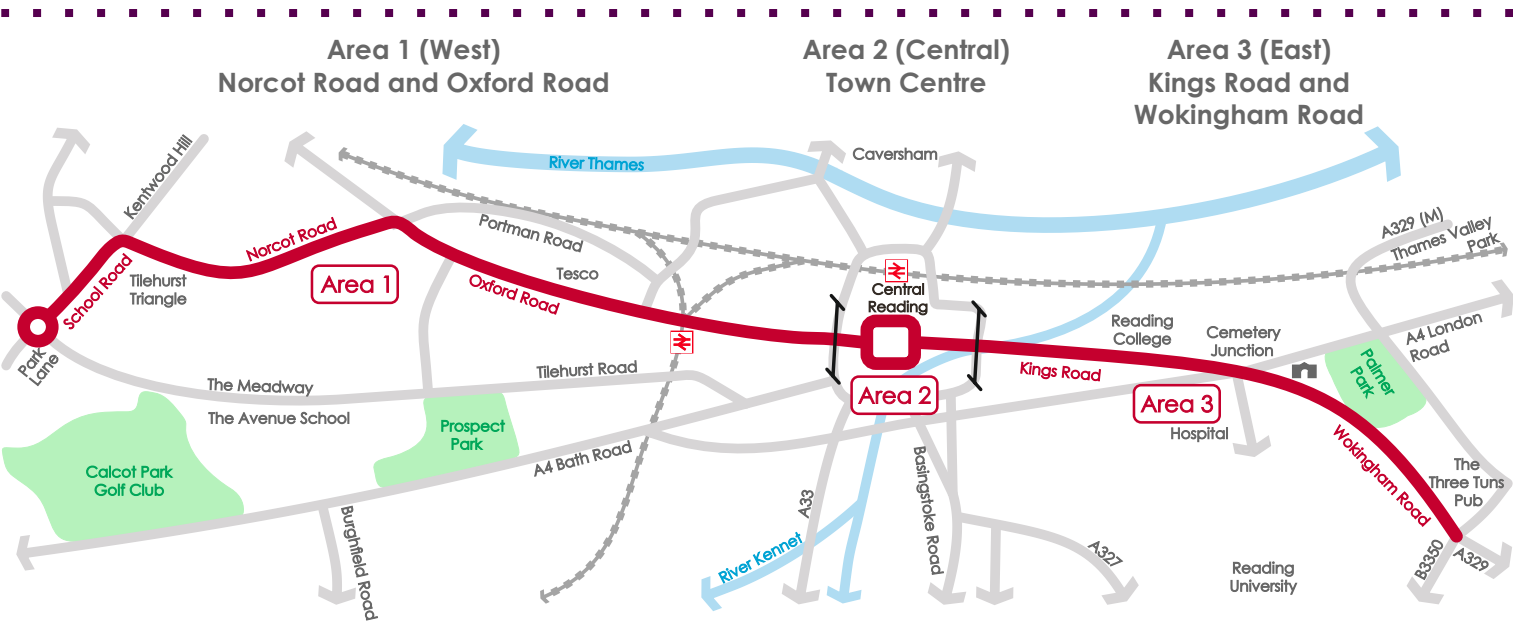 Area 1 (West)
Norcot Road and Oxford Road
Area 2 (Central)
Town Centre
Area 3 (East)
Kings Road and
Wokingham Road
Kentwood Hill
River Thames
Caversham
A329 (M)
Thames Valley
Park
Portman Road
Norcot Road
School Road
Tilehurst
Triangle
Area 1
Tesco
Oxford Road
Central
Reading
Reading
College
Cemetery
Junction
A4 London
Road
Palmer
Park
Park
Lane
The Meadway
Tilehurst Road
Kings Road
Area 2
Area 3
The Avenue School
Prospect
Park
Hospital
Wokingham Road
A4 Bath Road
Calcot Park
Golf Club
The
Three Tuns
Pub
Burghfield Road
A33
Basingstoke Road
River Kennet
A327
Reading
University
B3350
A329